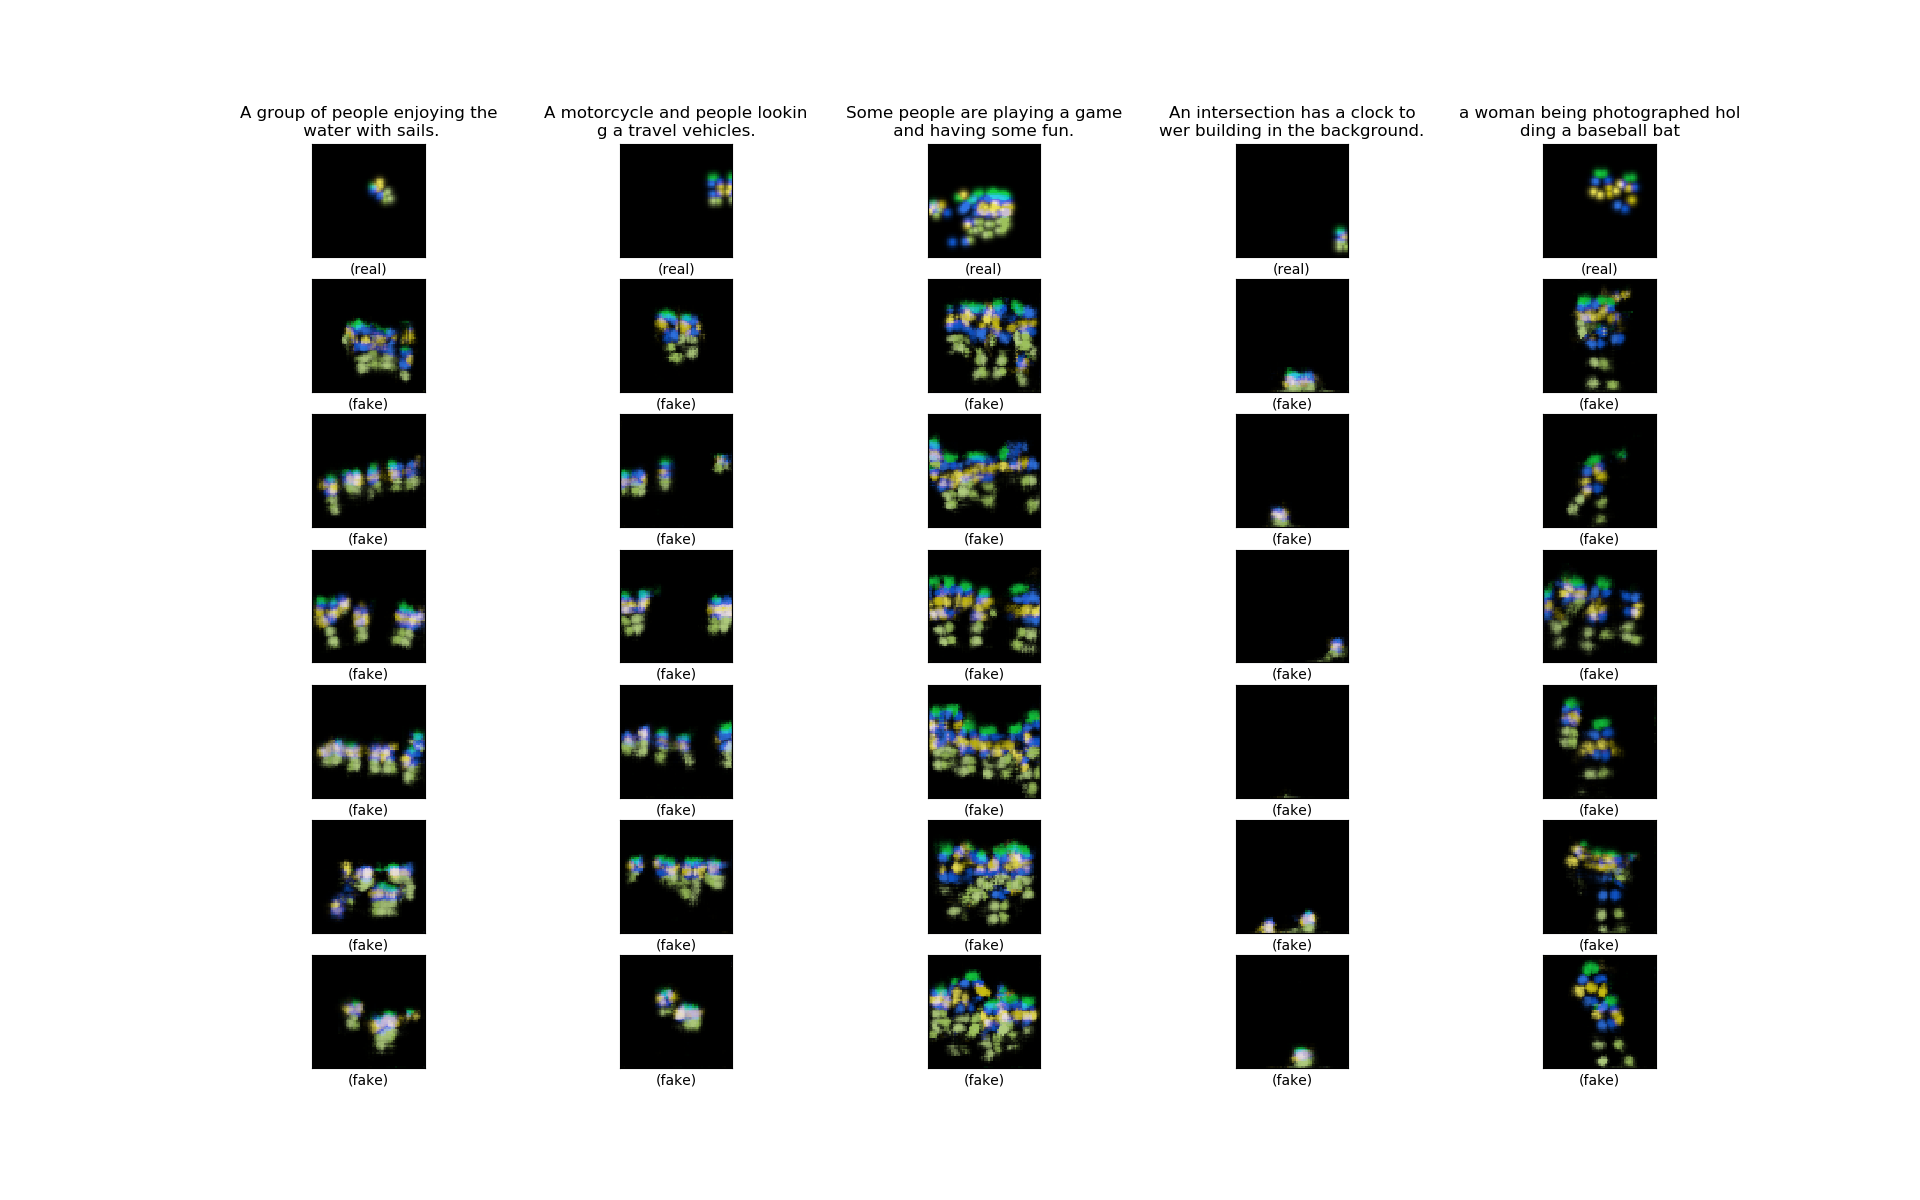 A group of people enjoying the
water with sails.
A motorcycle and people lookin
g a travel vehicles.
Some people are playing a game
and having some fun.
An intersection has a clock to
wer building in the background.
a woman being photographed hol
ding a baseball bat
(real) (real) (real) (real) (real)
(fake) (fake) (fake) (fake) (fake)
(fake) (fake) (fake) (fake) (fake)
(fake) (fake) (fake) (fake) (fake)
(fake) (fake) (fake) (fake) (fake)
(fake) (fake) (fake) (fake) (fake)
(fake) (fake) (fake) (fake) (fake)